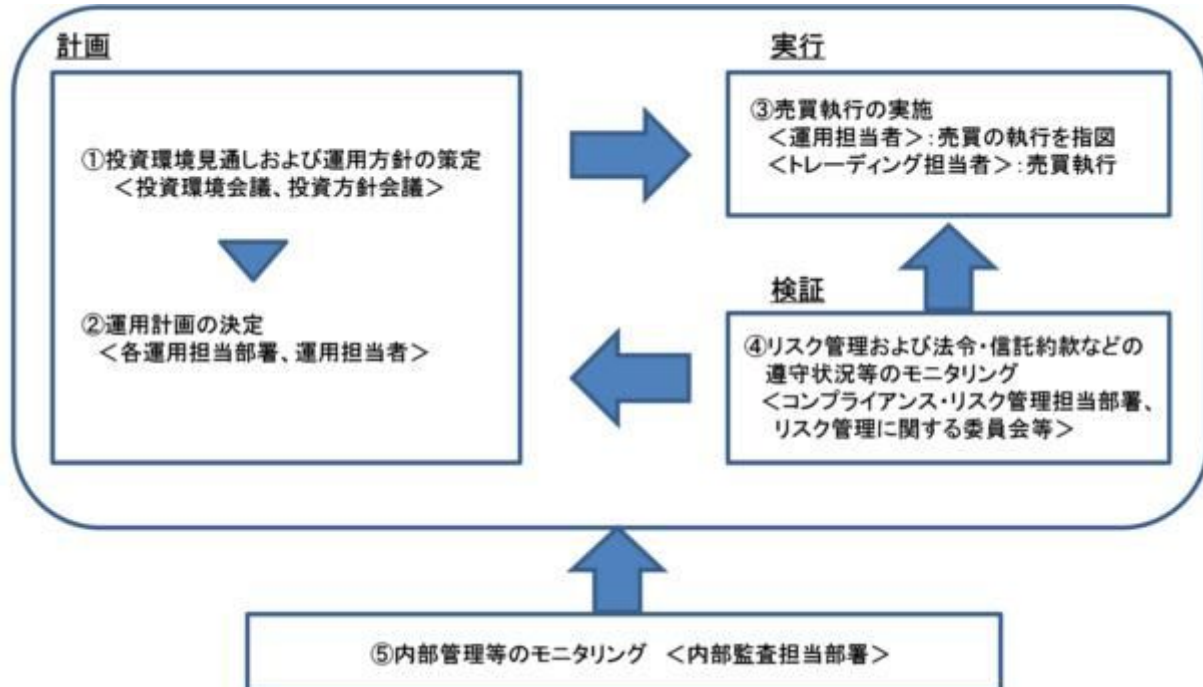 計画
①投資環境見通しおよび運用方針の策定
＜投資環境会議、投資方針会議＞
②運用計画の決定
＜各運用担当部署、運用担当者＞
実行
③売買執行の実施
＜運用担当者＞：売買の執行を指図
＜トレーディング担当者＞：売買執行
検証
④リスク管理および法令・信託約款などの
遵守状況等のモニタリング
＜コンプライアンス・リスク管理担当部署、
リスク管理に関する委員会等＞
⑤内部管理等のモニタリング ＜内部監査担当部署＞